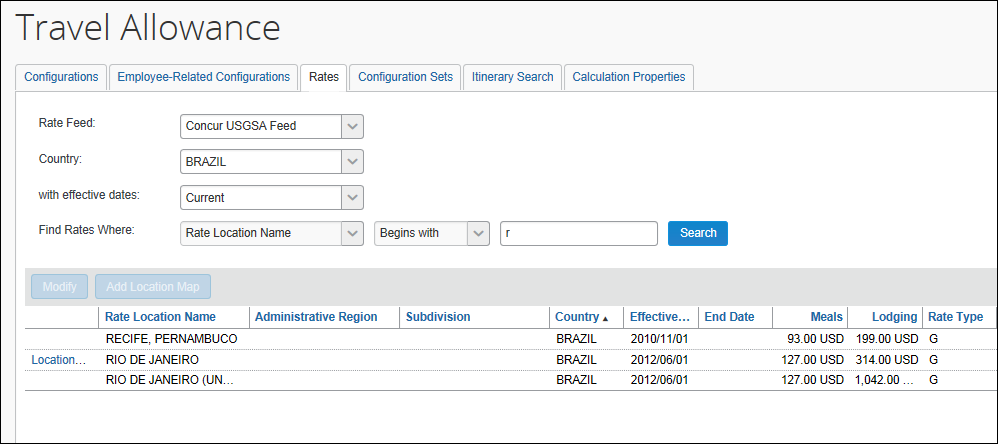 Travel Allowance
Configurations Employee-Related Configurations Rates Configuration Sets Itinerary Search Calculation Properties
Rate Feed: Concur USGSA Feed
Country: BRAZIL
with effective dates: Current
Find Rates Where: Rate Location Name Begins with r Search
Modify Add Location Map
Rate Location Name Administrative Region Subdivision Country Effective... End Date Meals Lodging Rate Type
RECIFE, PERNAMBUCO BRAZIL 2010/11/01 93.00 USD 199.00 USD G
Location... RIO DE JANEIRO BRAZIL 2012/06/01 127.00 USD 314.00 USD G
RIO DE JANEIRO (UN... BRAZIL 2012/06/01 127.00 USD 1,042.00 ... G